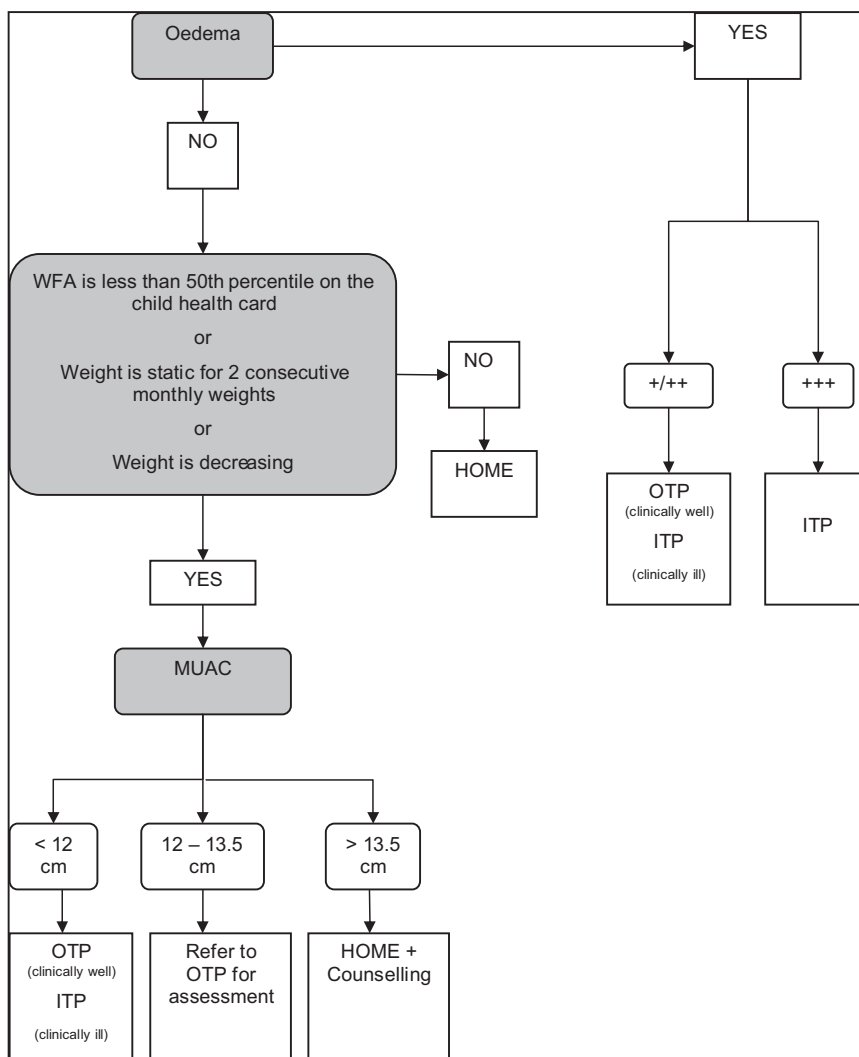 Oedema
YES
NO
WFA is less than 50th percentile on the
child health card
or
Weight is static for 2 consecutive
monthly weights
or
Weight is decreasing
NO
HOME
+/++
+++
OTP
(clinically well)
ITP
(clinically ill)
ITP
YES
MUAC
< 12
cm
12 – 13.5
cm
> 13.5
cm
OTP
(clinically well)
ITP
(clinically ill)
Refer to
OTP for
assessment
HOME +
Counselling